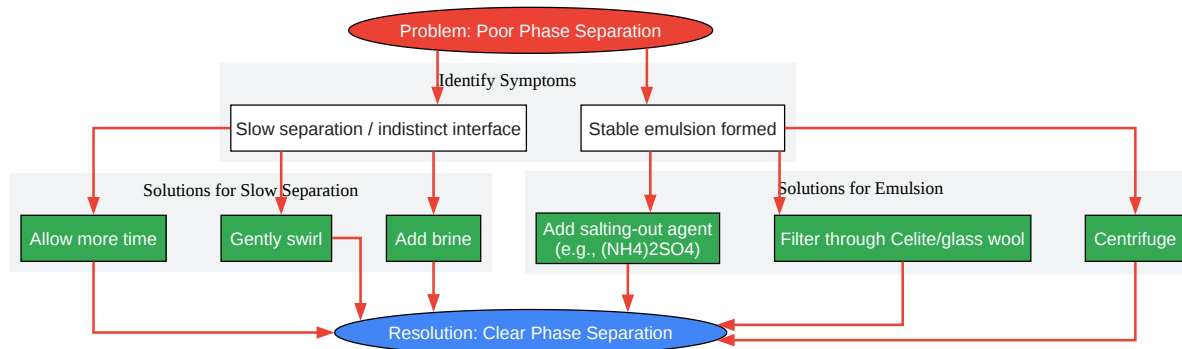 Problem: Poor Phase Separation
Identify Symptoms
Slow separation / indistinct interface
Stable emulsion formed
Solutions for Slow Separation
Solutions for Emulsion
Allow more time
Gently swirl
Add brine
Add salting-out agent
(e.g., (NH4)2SO4)
Filter through Celite/glass wool
Centrifuge
Resolution: Clear Phase Separation